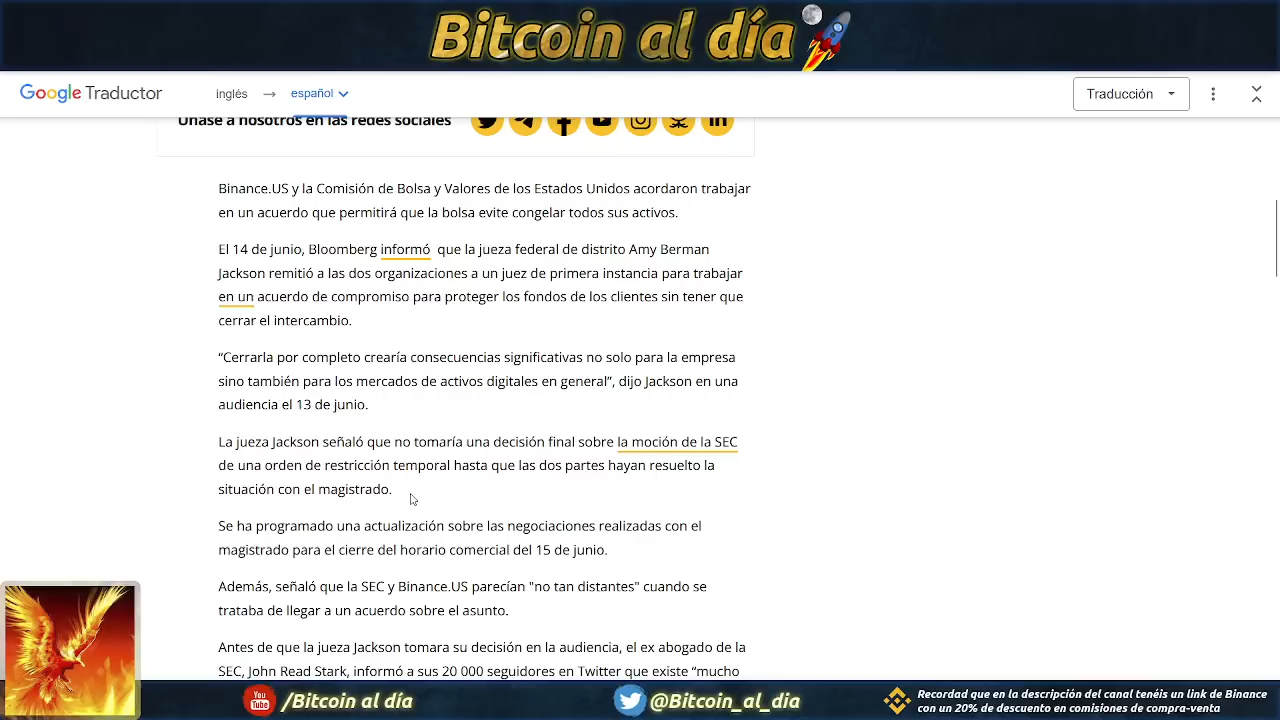 Bitcoin al día
Google Traductor
inglés → español
Traducción
Únase a nosotros en las redes sociales
Binance.US y la Comisión de Bolsa y Valores de los Estados Unidos acordaron trabajar
en un acuerdo que permitirá que la bolsa evite congelar todos sus activos.
El 14 de junio, Bloomberg informó que la jueza federal de distrito Amy Berman
Jackson remitió a las dos organizaciones a un juez de primera instancia para trabajar
en un acuerdo de compromiso para proteger los fondos de los clientes sin tener que
cerrar el intercambio.
“Cerrarla por completo crearía consecuencias significativas no solo para la empresa
sino también para los mercados de activos digitales en general”, dijo Jackson en una
audiencia el 13 de junio.
La jueza Jackson señaló que no tomaría una decisión final sobre la moción de la SEC
de una orden de restricción temporal hasta que las dos partes hayan resuelto la
situación con el magistrado.
Se ha programado una actualización sobre las negociaciones realizadas con el
magistrado para el cierre del horario comercial del 15 de junio.
Además, señaló que la SEC y Binance.US parecían "no tan distantes" cuando se
trataba de llegar a un acuerdo sobre el asunto.
Antes de que la jueza Jackson tomara su decisión en la audiencia, el ex abogado de la
SEC, John Read Stark, informó a sus 20 000 seguidores en Twitter que existe “mucho
You Tube /Bitcoin al día
@Bitcoin_al_dia
Recordad que en la descripción del canal tenéis un link de Binance
con un 20% de descuento en comisiones de compra-venta